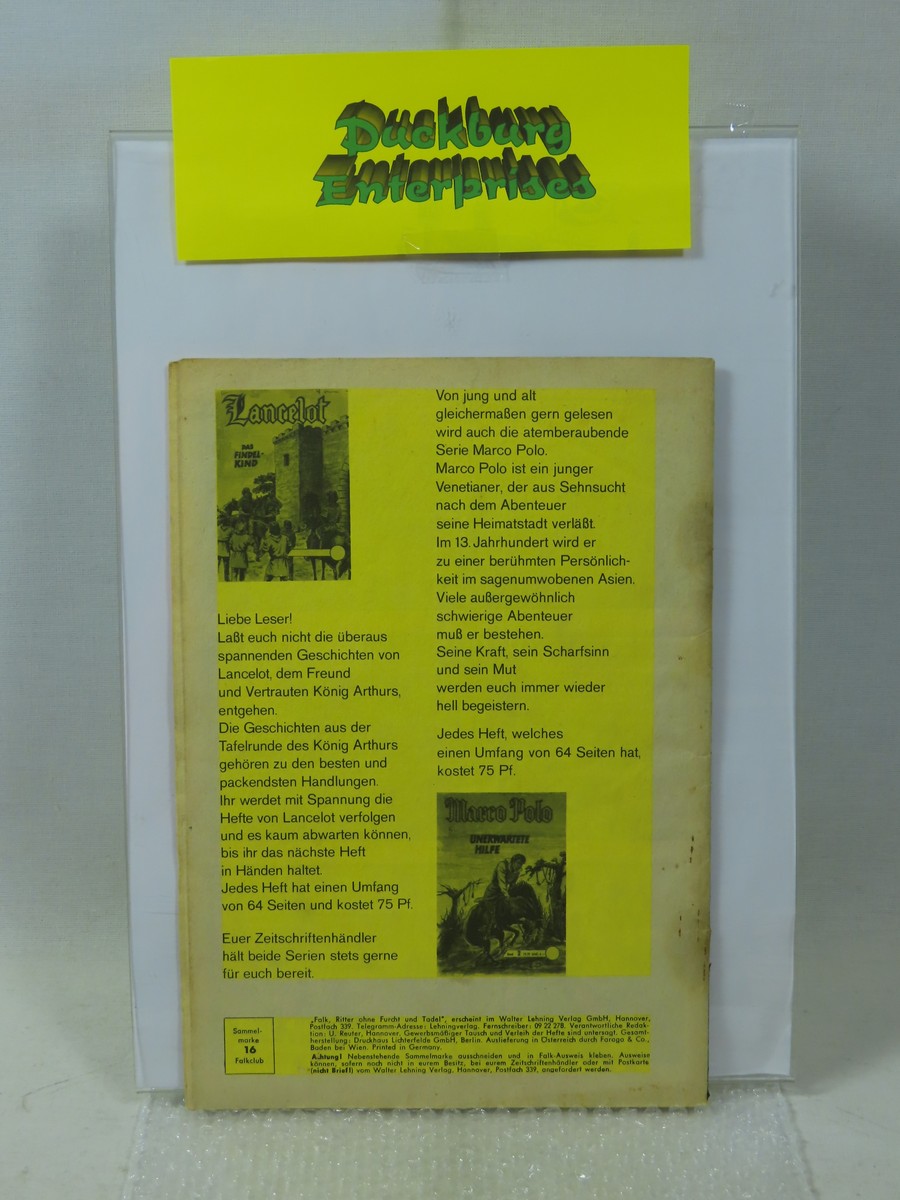 Duckburg
Enterprises
Lancelot
DAS
FINDEL-
KIND
Liebe Leser!
Laßt euch nicht die überaus
spannenden Geschichten von
Lancelot, dem Freund
und Vertrauten König Arthurs,
entgehen.
Die Geschichten aus der
Tafelrunde des König Arthurs
gehören zu den besten und
packendsten Handlungen.
Ihr werdet mit Spannung die
Hefte von Lancelot verfolgen
und es kaum abwarten können,
bis ihr das nächste Heft
in Händen haltet.
Jedes Heft hat einen Umfang
von 64 Seiten und kostet 75 Pf.
Euer Zeitschriftenhändler
hält beide Serien stets gerne
für euch bereit.
Von jung und alt
gleichermaßen gern gelesen
wird auch die atemberaubende
Serie Marco Polo.
Marco Polo ist ein junger
Venetianer, der aus Sehnsucht
nach dem Abenteuer
seine Heimatstadt verläßt.
Im 13. Jahrhundert wird er
zu einer berühmten Persönlich-
keit im sagenumwobenen Asien.
Viele außergewöhnlich
schwierige Abenteuer
muß er bestehen.
Seine Kraft, sein Scharfsinn
und sein Mut
werden euch immer wieder
hell begeistern.
Jedes Heft, welches
einen Umfang von 64 Seiten hat,
kostet 75 Pf.
Marco Polo
UNERWARTETE
HILFE
Sammel-
marke
16
Falkclub
„Falk, Ritter ohne Furcht und Tadel", erscheint im Walter Lehning Verlag GmbH, Hannover,
Postfach 339. Telegramm-Adresse: Lehningverlag. Fernschreiber: 09 22 278. Verantwortliche Redak-
tion: U. Reuter, Hannover. Gewerbsmäßiger Tausch und Verleih der Hefte sind untersagt. Gesamt-
herstellung: Druckhaus Lichterfelde GmbH, Berlin. Auslieferung in Österreich durch Farago & Co.,
Baden bei Wien. Printed in Germany.
Achtung! Nebenstehende Sammelmarke ausschneiden und in Falk-Ausweis kleben. Ausweise
können, sofern noch nicht in eurem Besitz, bei eurem Zeitschriftenhändler oder mit Postkarte
(nicht Brief!) vom Walter Lehning Verlag, Hannover, Postfach 339, angefordert werden.